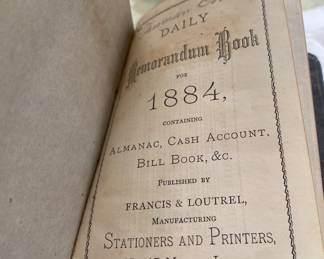 DAILY
Memorandum Book
FOR
1884,
CONTAINING
ALMANAC, CASH ACCOUNT,
BILL BOOK, &C.
PUBLISHED BY
FRANCIS & LOUTREL,
MANUFACTURING
STATIONERS AND PRINTERS,